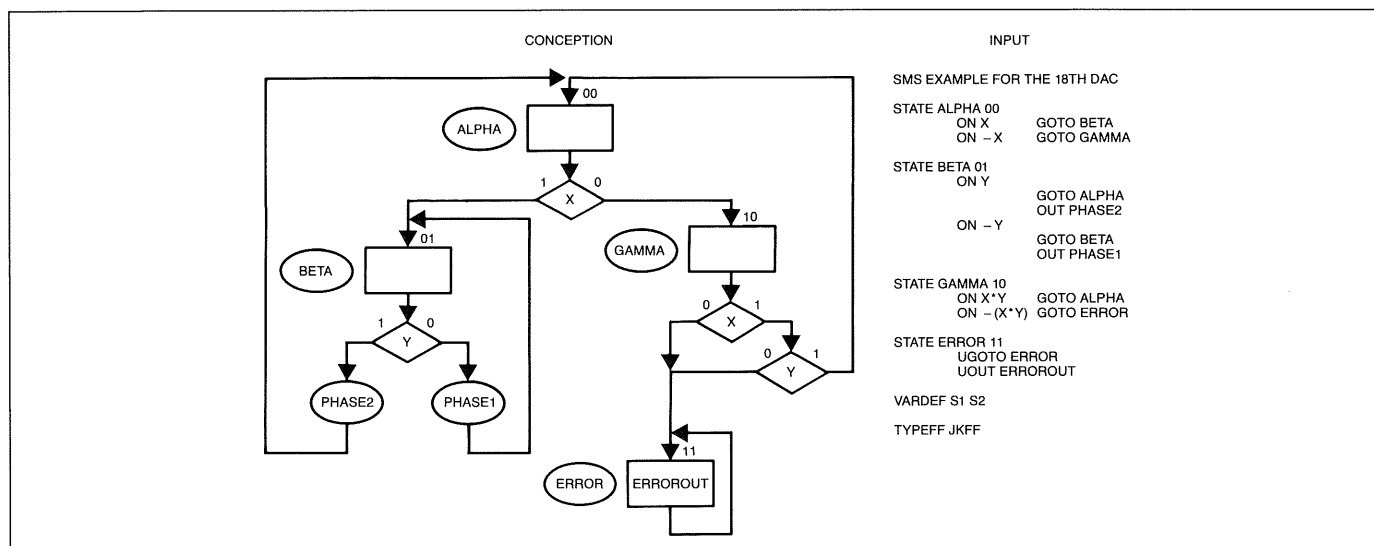 CONCEPTION
00
ALPHA
1 0
X
01
BETA
1 0
Y
PHASE2 PHASE1
10
GAMMA
0 1
X
0 1
Y
11
ERROR ERROROUT
INPUT
SMS EXAMPLE FOR THE 18TH DAC
STATE ALPHA 00
ON X GOTO BETA
ON –X GOTO GAMMA
STATE BETA 01
ON Y
GOTO ALPHA
OUT PHASE2
ON –Y
GOTO BETA
OUT PHASE1
STATE GAMMA 10
ON X*Y GOTO ALPHA
ON –(X*Y) GOTO ERROR
STATE ERROR 11
UGOTO ERROR
UOUT ERROROUT
VARDEF S1 S2
TYPEFF JKFF